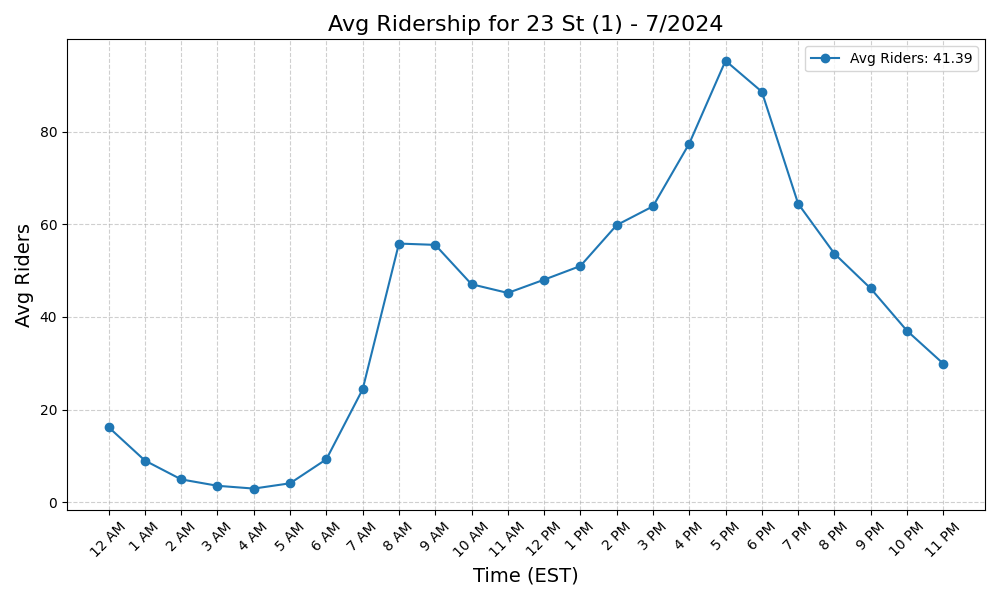 Avg Ridership for 23 St (1) - 7/2024
Avg Riders: 41.39
Avg Riders
80
60
40
20
0
12 AM
1 AM
2 AM
3 AM
4 AM
5 AM
6 AM
7 AM
8 AM
9 AM
10 AM
11 AM
12 PM
1 PM
2 PM
3 PM
4 PM
5 PM
6 PM
7 PM
8 PM
9 PM
10 PM
11 PM
Time (EST)